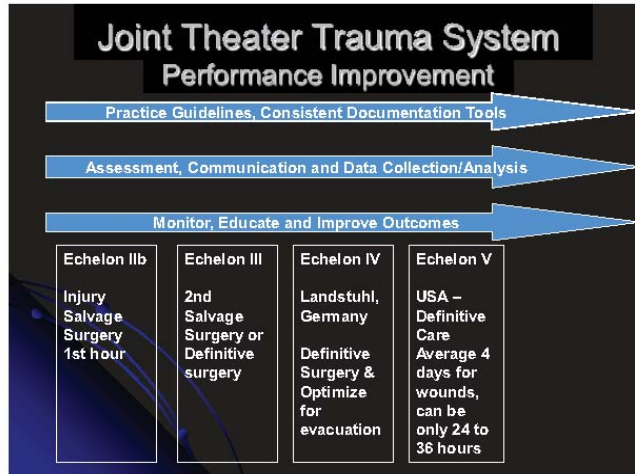 Joint Theater Trauma System
Performance Improvement
Practice Guidelines, Consistent Documentation Tools
Assessment, Communication and Data Collection/Analysis
Monitor, Educate and Improve Outcomes
Echelon IIb
Injury
Salvage
Surgery
1st hour
Echelon III
2nd
Salvage
Surgery or
Definitive
surgery
Echelon IV
Landstuhl,
Germany
Definitive
Surgery &
Optimize
for
evacuation
Echelon V
USA –
Definitive
Care
Average 4
days for
wounds,
can be
only 24 to
36 hours